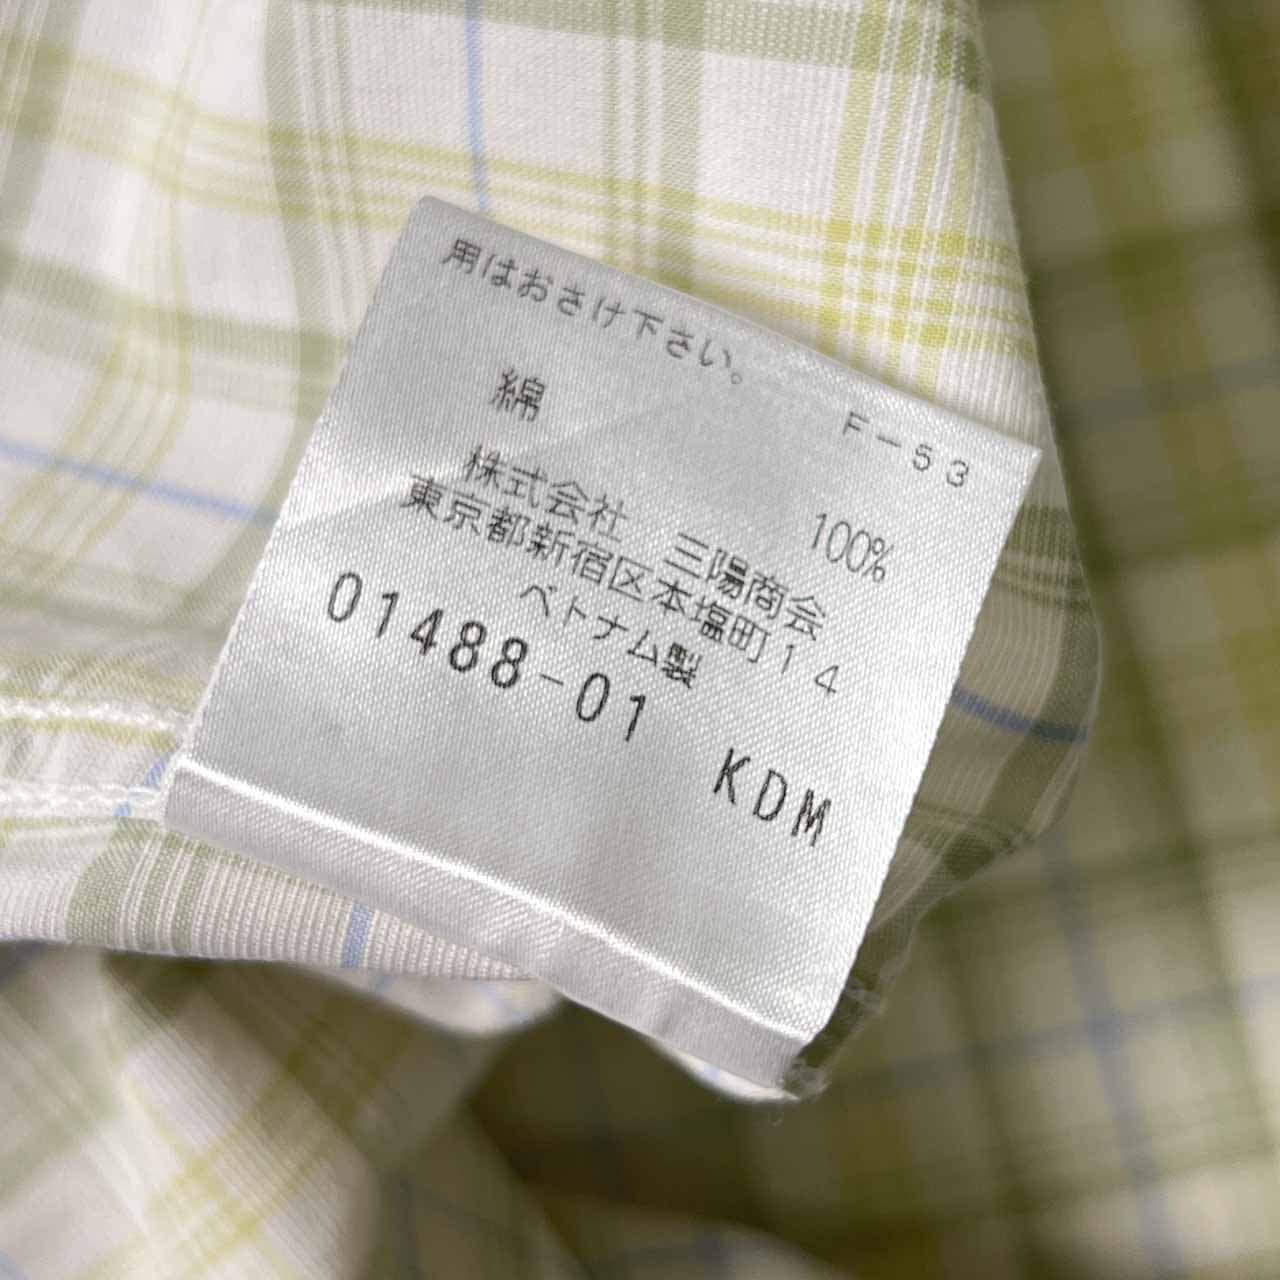 用はおさけ下さい。
F-53
綿 100%
株式会社 三陽商会
東京都新宿区本塩町14
ベトナム製
01488-01 KDM